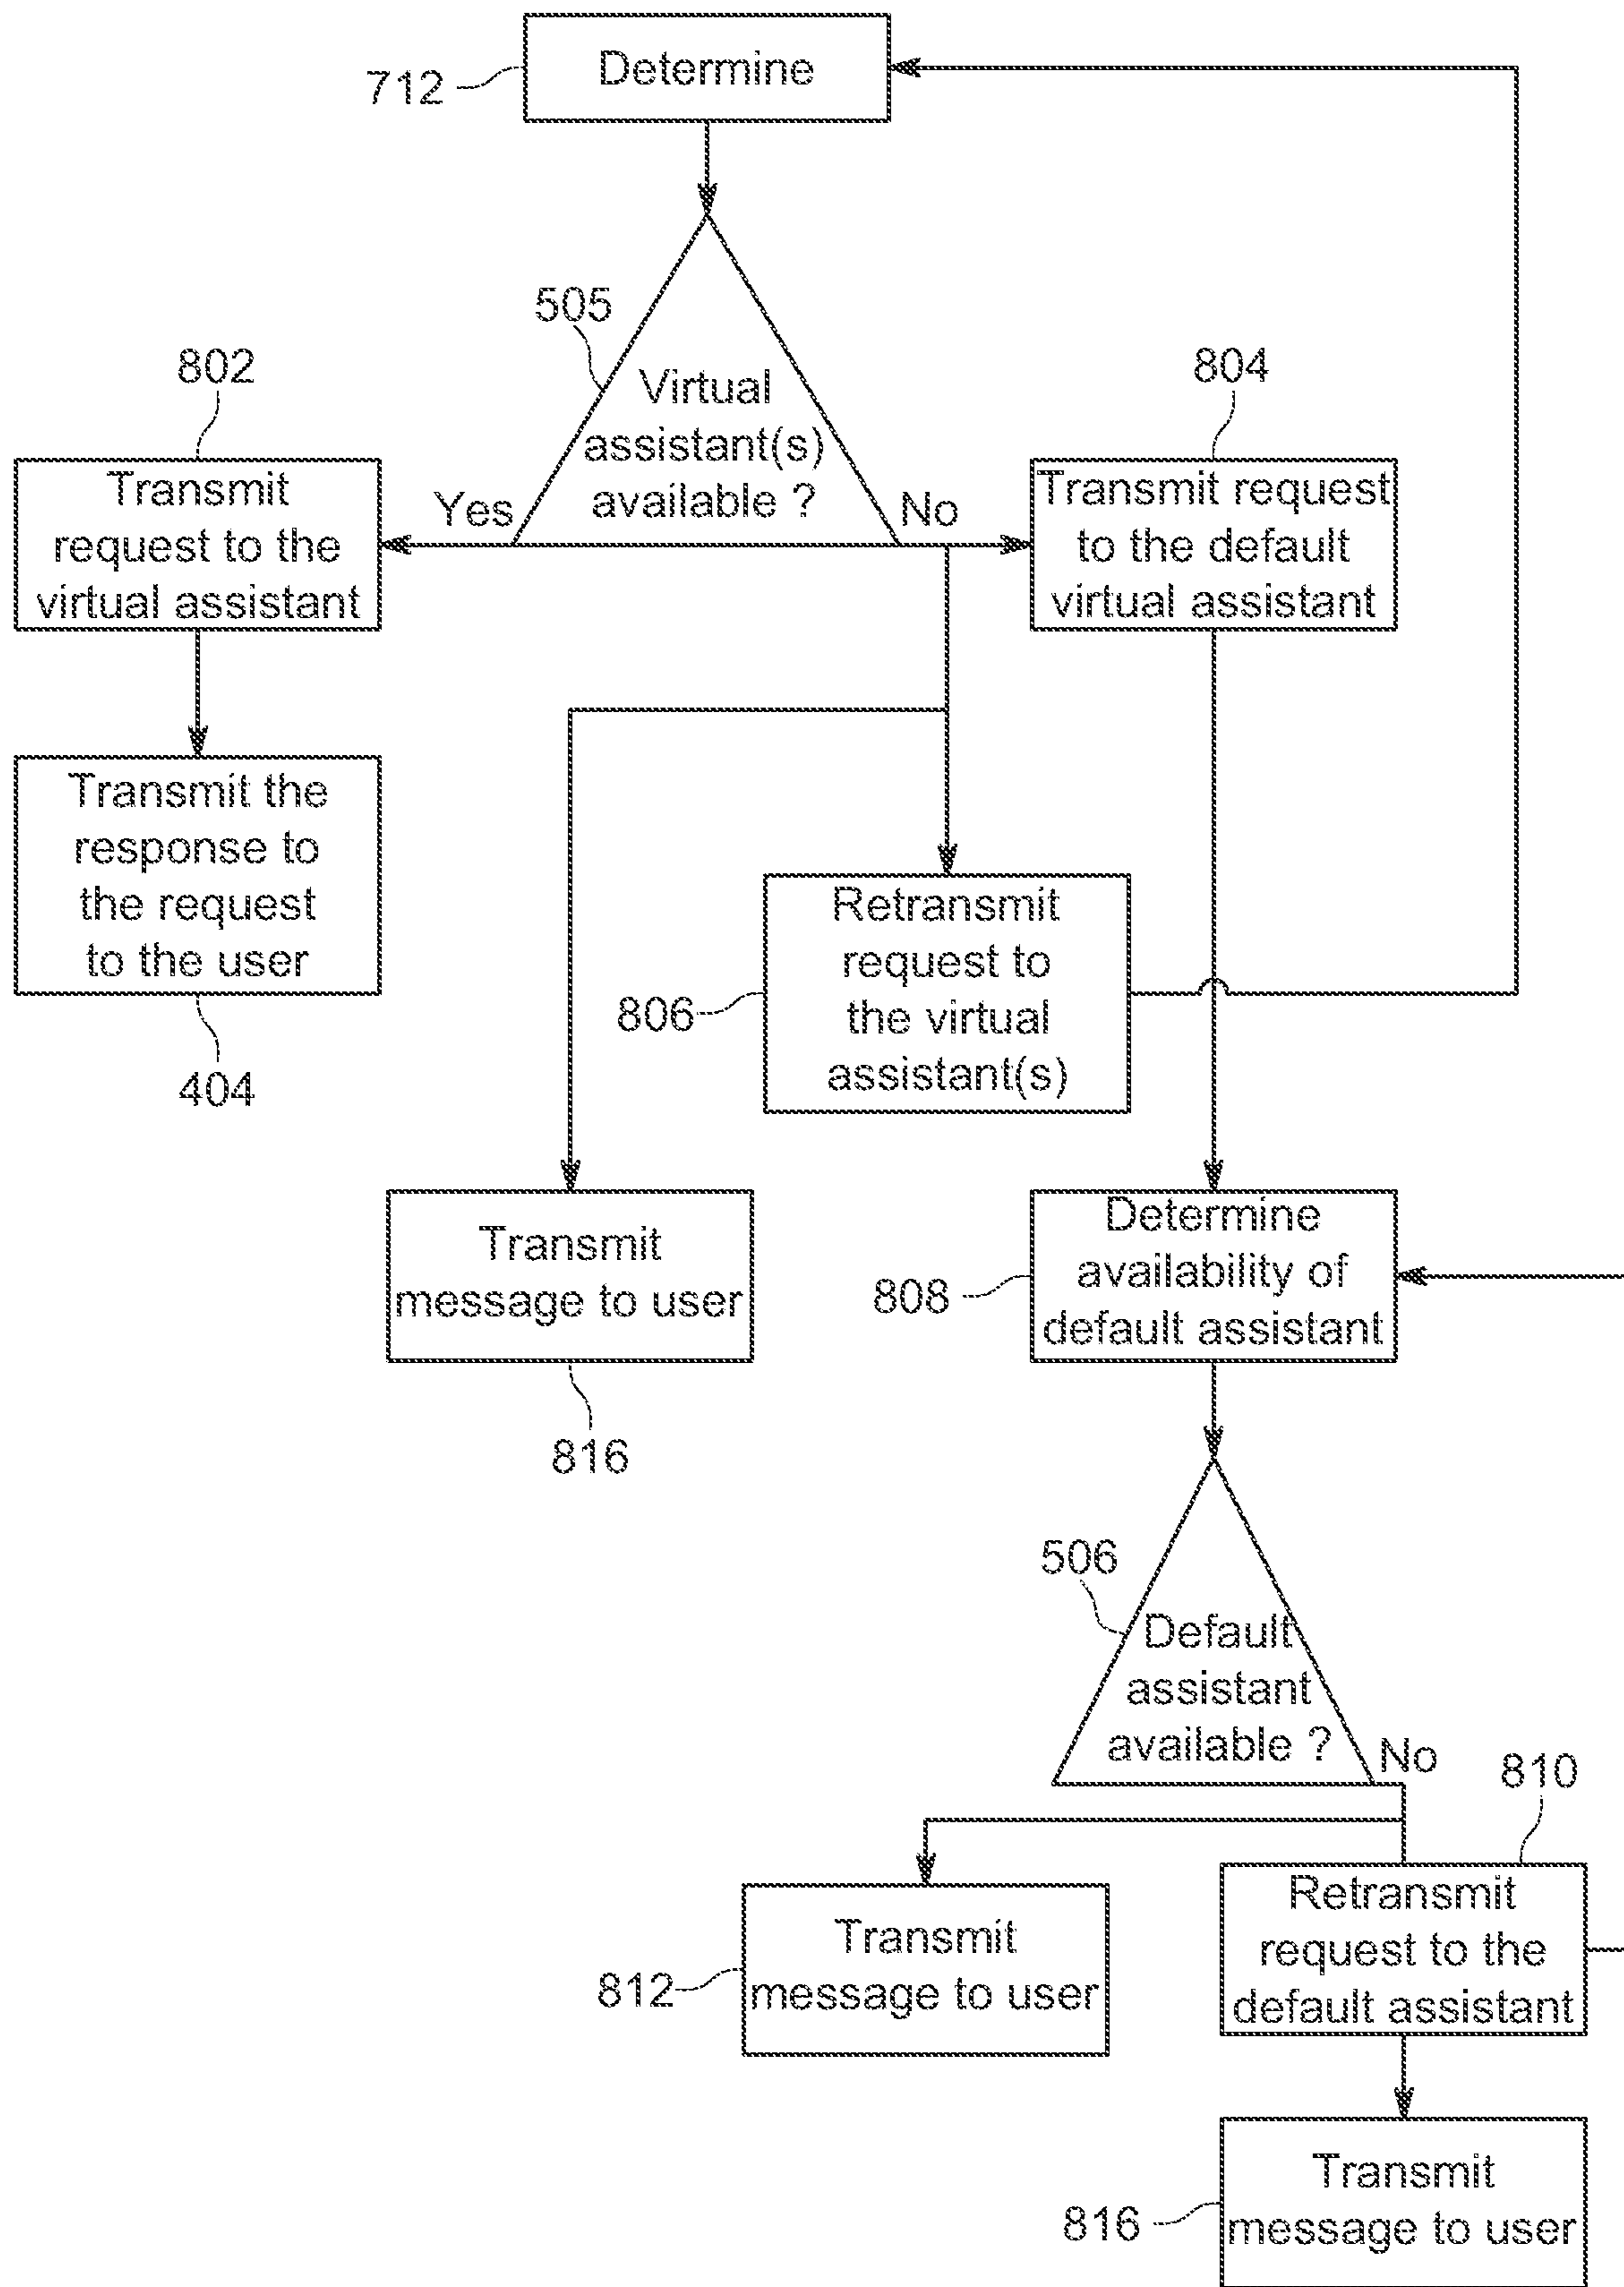 Determine
712
505
Virtual
assistant(s)
available ?
Yes
No
802
Transmit
request to the
virtual assistant
804
Transmit request
to the default
virtual assistant
Transmit the
response to
the request
to the user
404
806
Retransmit
request to
the virtual
assistant(s)
Transmit
message to user
816
808
Determine
availability of
default assistant
506
Default
assistant
available ?
No
810
812
Transmit
message to user
Retransmit
request to the
default assistant
816
Transmit
message to user